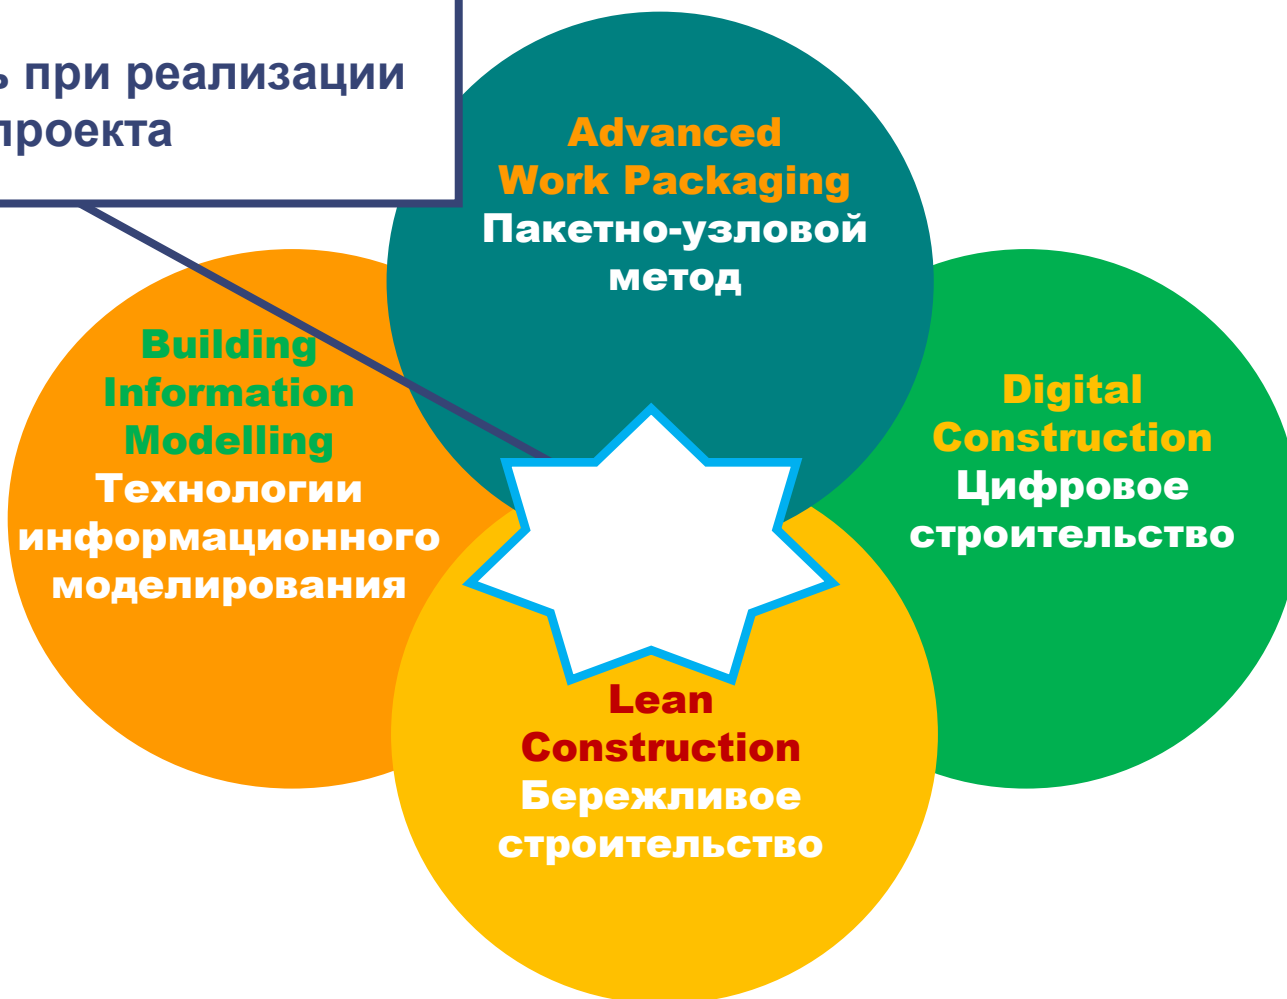 при реализации
проекта
Advanced
Work Packaging
Пакетно-узловой
метод
Building
Information
Modelling
Технологии
информационного
моделирования
Digital
Construction
Цифровое
строительство
Lean
Construction
Бережливое
строительство